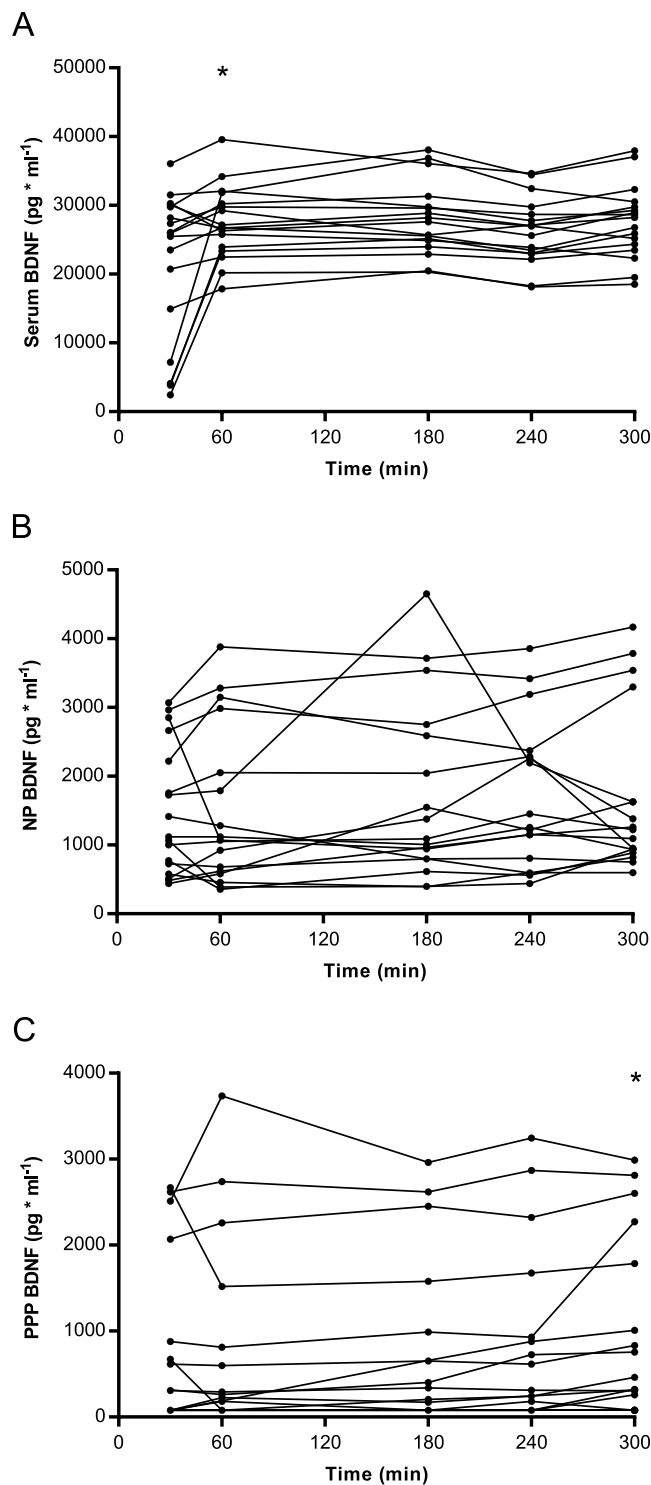 A
*
50000
40000
30000
20000
10000
0
Serum BDNF (pg * ml-1)
0 60 120 180 240 300
Time (min)
B
5000
4000
3000
2000
1000
0
NP BDNF (pg * ml-1)
0 60 120 180 240 300
Time (min)
C
*
4000
3000
2000
1000
0
PPP BDNF (pg * ml-1)
0 60 120 180 240 300
Time (min)